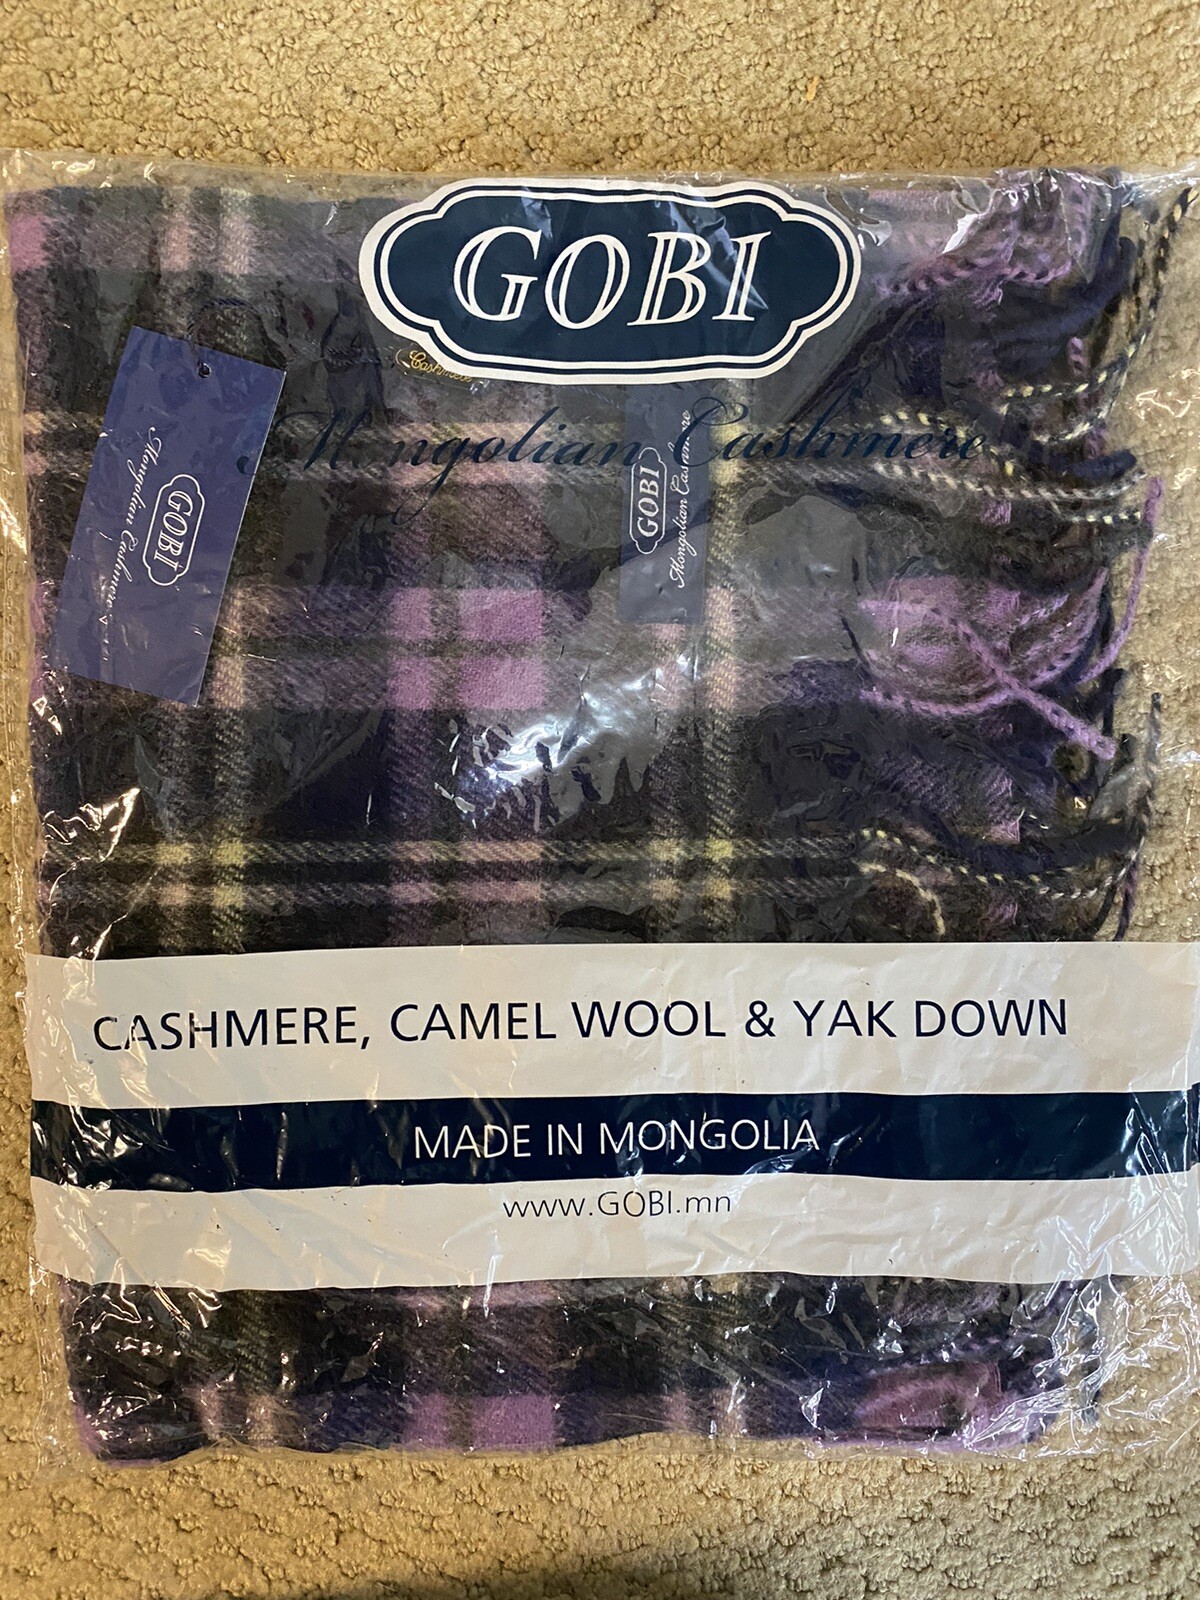 GOBI
Cashmere
Mongolian Cashmere
GOBI
Mongolian Cashmere
GOBI
Mongolian Cashmere
CASHMERE, CAMEL WOOL & YAK DOWN
MADE IN MONGOLIA
www.GOBI.mn